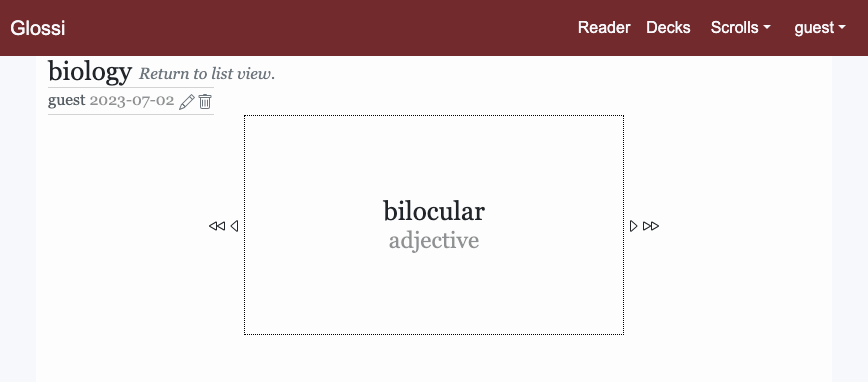 Glossi Reader Decks Scrolls guest
biology Return to list view.
guest 2023-07-02
bilocular
adjective